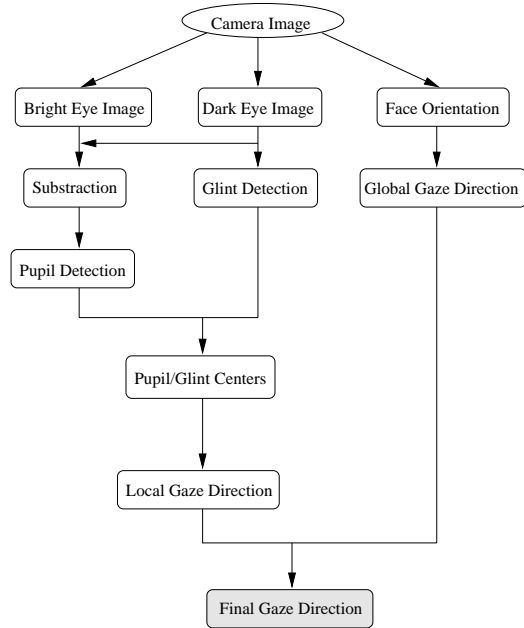 Camera Image
Bright Eye Image
Dark Eye Image
Face Orientation
Substraction
Glint Detection
Global Gaze Direction
Pupil Detection
Pupil/Glint Centers
Local Gaze Direction
Final Gaze Direction